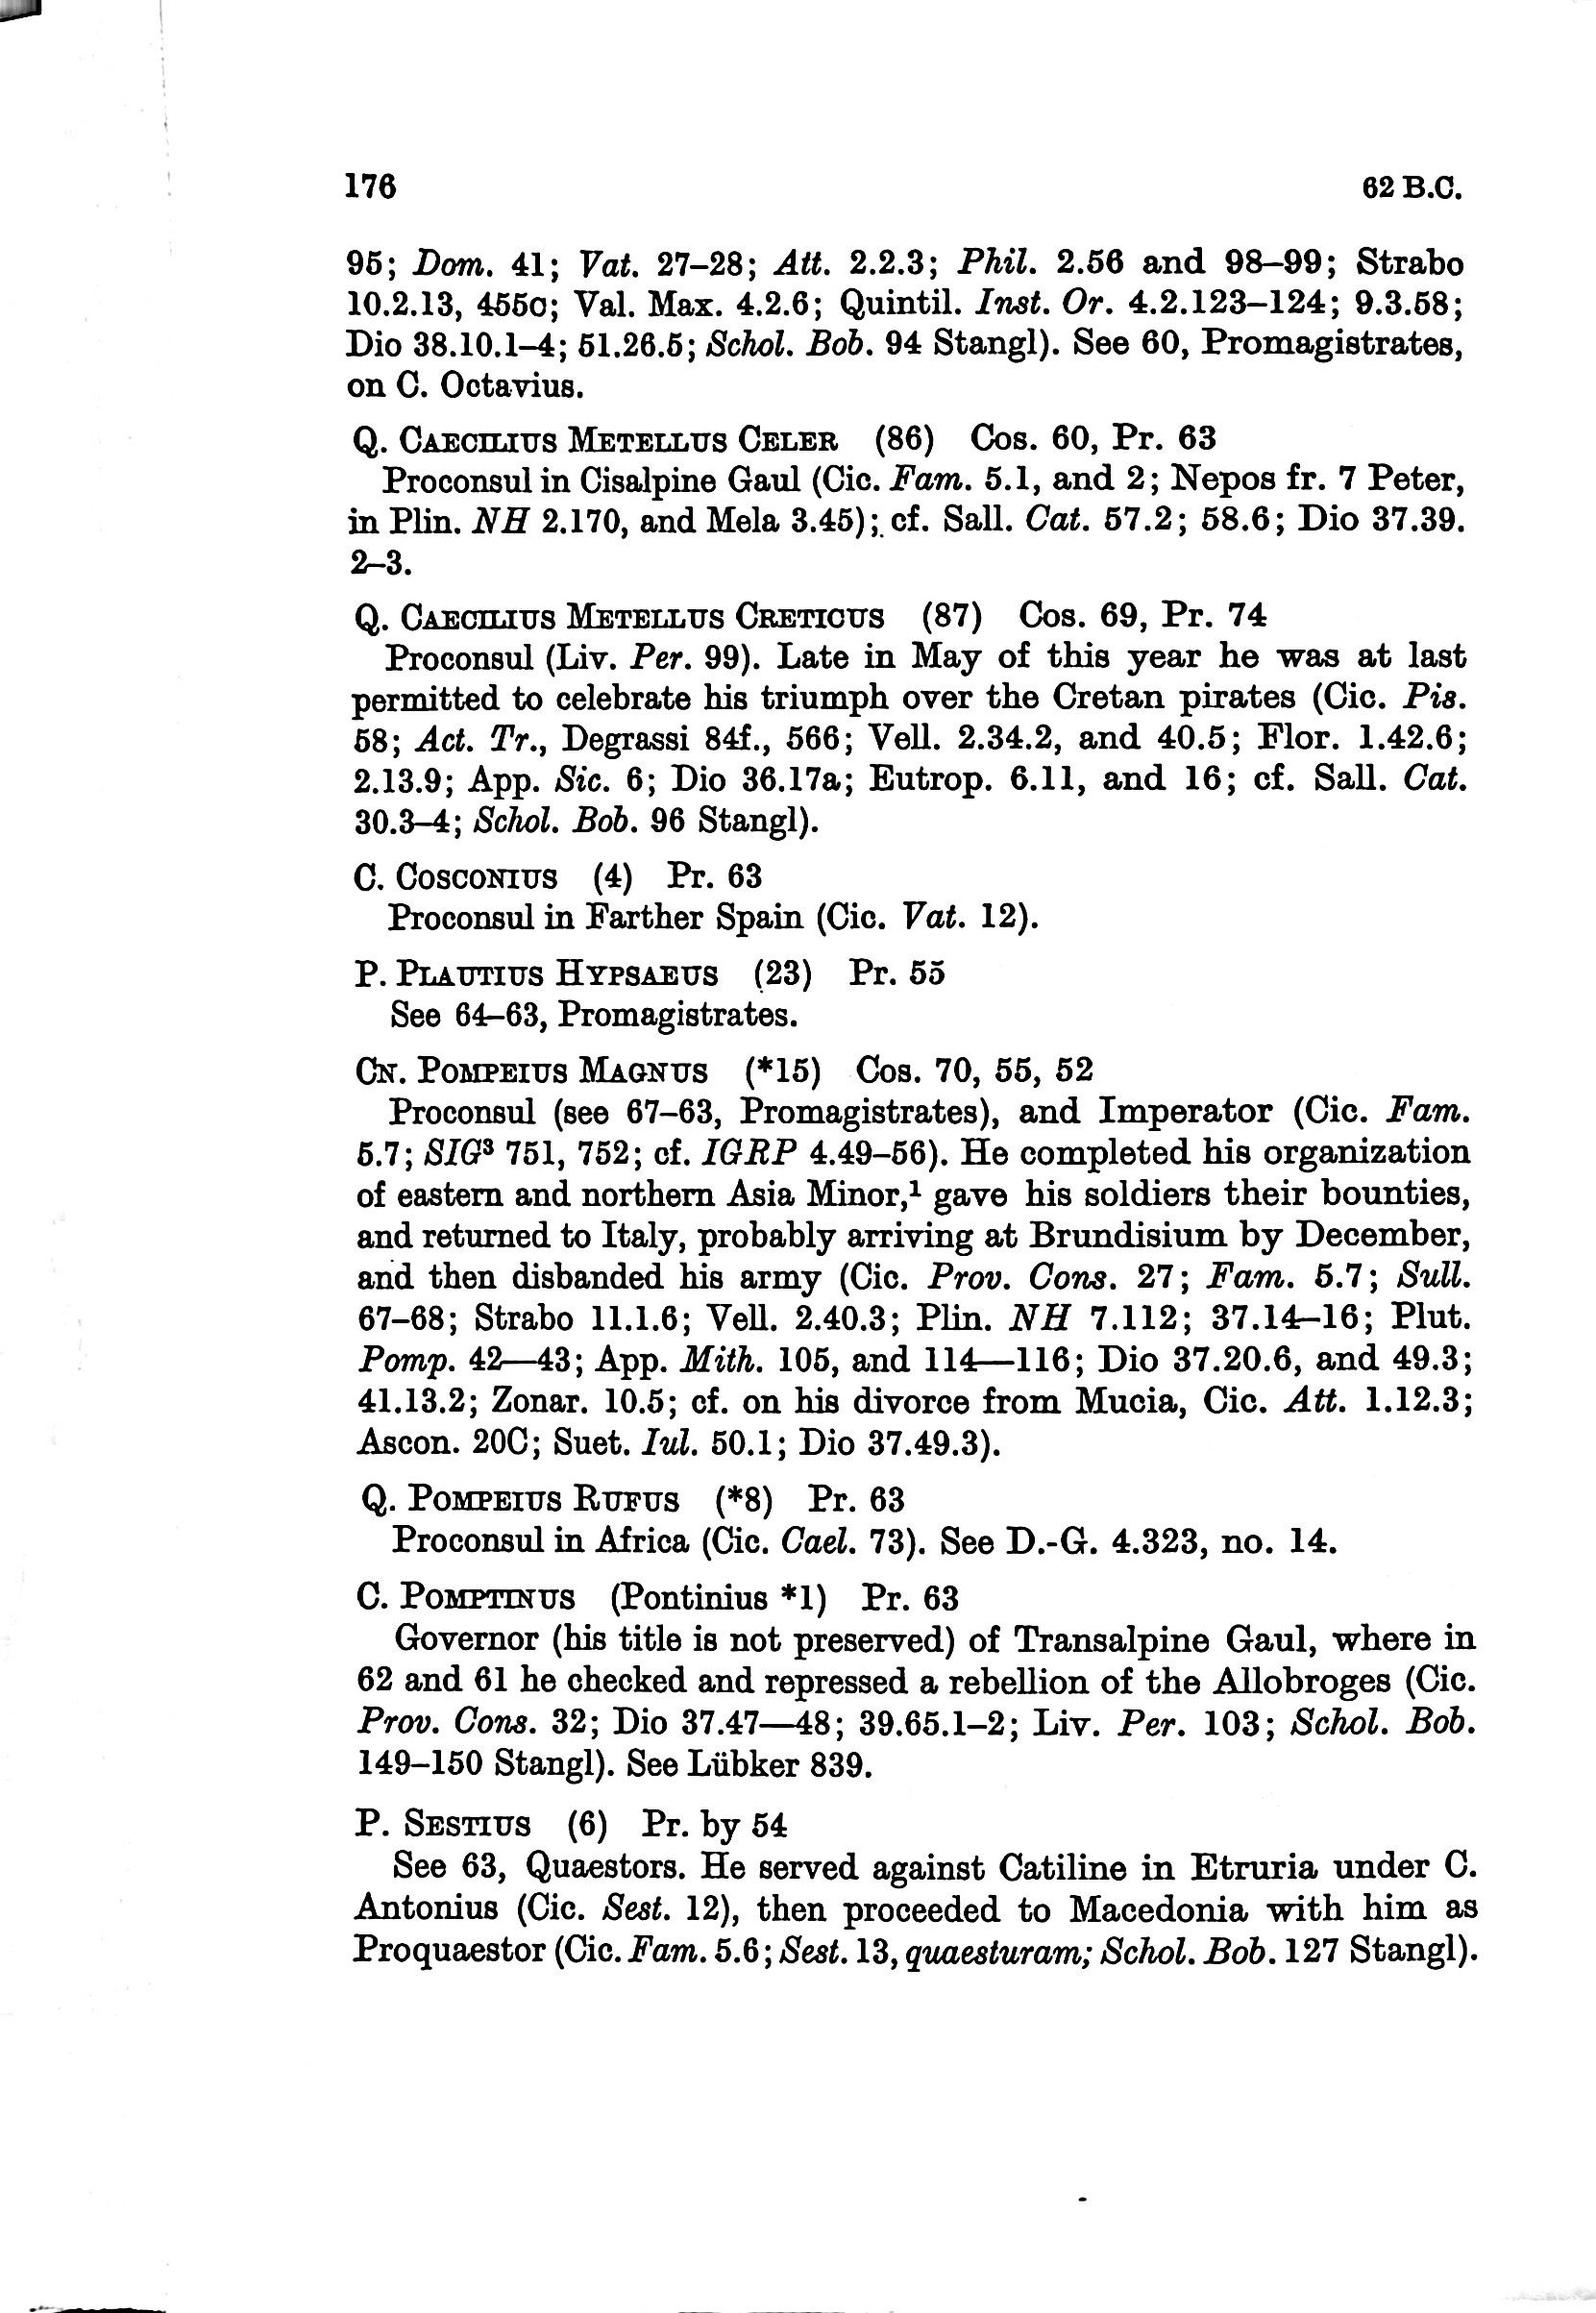 176 62 B.C.
95; Dom. 41; Vat. 27–28; Att. 2.2.3; Phil. 2.56 and 98–99; Strabo
10.2.13, 455c; Val. Max. 4.2.6; Quintil. Inst. Or. 4.2.123–124; 9.3.58;
Dio 38.10.1–4; 51.26.5; Schol. Bob. 94 Stangl). See 60, Promagistrates,
on C. Octavius.
Q. CAECILIUS METELLUS CELER (86) Cos. 60, Pr. 63
Proconsul in Cisalpine Gaul (Cic. Fam. 5.1, and 2; Nepos fr. 7 Peter,
in Plin. NH 2.170, and Mela 3.45); cf. Sall. Cat. 57.2; 58.6; Dio 37.39.
2–3.
Q. CAECILIUS METELLUS CRETICUS (87) Cos. 69, Pr. 74
Proconsul (Liv. Per. 99). Late in May of this year he was at last
permitted to celebrate his triumph over the Cretan pirates (Cic. Pis.
58; Act. Tr., Degrassi 84f., 566; Vell. 2.34.2, and 40.5; Flor. 1.42.6;
2.13.9; App. Sic. 6; Dio 36.17a; Eutrop. 6.11, and 16; cf. Sall. Cat.
30.3–4; Schol. Bob. 96 Stangl).
C. COSCONIUS (4) Pr. 63
Proconsul in Farther Spain (Cic. Vat. 12).
P. PLAUTIUS HYPSAEUS (23) Pr. 55
See 64–63, Promagistrates.
CN. POMPEIUS MAGNUS (*15) Cos. 70, 55, 52
Proconsul (see 67–63, Promagistrates), and Imperator (Cic. Fam.
5.7; SIG³ 751, 752; cf. IGRP 4.49–56). He completed his organization
of eastern and northern Asia Minor,¹ gave his soldiers their bounties,
and returned to Italy, probably arriving at Brundisium by December,
and then disbanded his army (Cic. Prov. Cons. 27; Fam. 5.7; Sull.
67–68; Strabo 11.1.6; Vell. 2.40.3; Plin. NH 7.112; 37.14–16; Plut.
Pomp. 42—43; App. Mith. 105, and 114—116; Dio 37.20.6, and 49.3;
41.13.2; Zonar. 10.5; cf. on his divorce from Mucia, Cic. Att. 1.12.3;
Ascon. 20C; Suet. Iul. 50.1; Dio 37.49.3).
Q. POMPEIUS RUFUS (*8) Pr. 63
Proconsul in Africa (Cic. Cael. 73). See D.-G. 4.323, no. 14.
C. POMPTINUS (Pontinius *1) Pr. 63
Governor (his title is not preserved) of Transalpine Gaul, where in
62 and 61 he checked and repressed a rebellion of the Allobroges (Cic.
Prov. Cons. 32; Dio 37.47—48; 39.65.1–2; Liv. Per. 103; Schol. Bob.
149–150 Stangl). See Lübker 839.
P. SESTIUS (6) Pr. by 54
See 63, Quaestors. He served against Catiline in Etruria under C.
Antonius (Cic. Sest. 12), then proceeded to Macedonia with him as
Proquaestor (Cic. Fam. 5.6; Sest. 13, quaesturam; Schol. Bob. 127 Stangl).